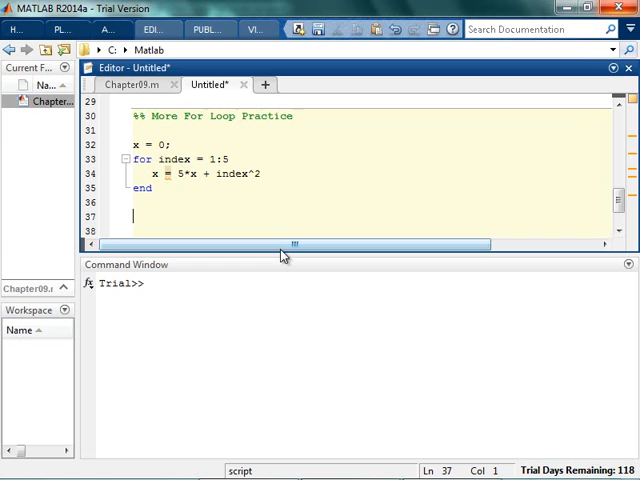 MATLAB R2014a - Trial Version
H... PL... A... EDI... PUBL... VI... Search Documentation
C: ▸ Matlab ▸
Current F...
Editor - Untitled*
Na...
Chapter09.m Untitled* +
Chapter...
29
30 %% More For Loop Practice
31
32 x = 0;
33 for index = 1:5
34 x = 5*x + index^2
35 end
36
37
38
Command Window
fx Trial>>
Chapter09.m
Workspace
Name
script Ln 37 Col 1 Trial Days Remaining: 118